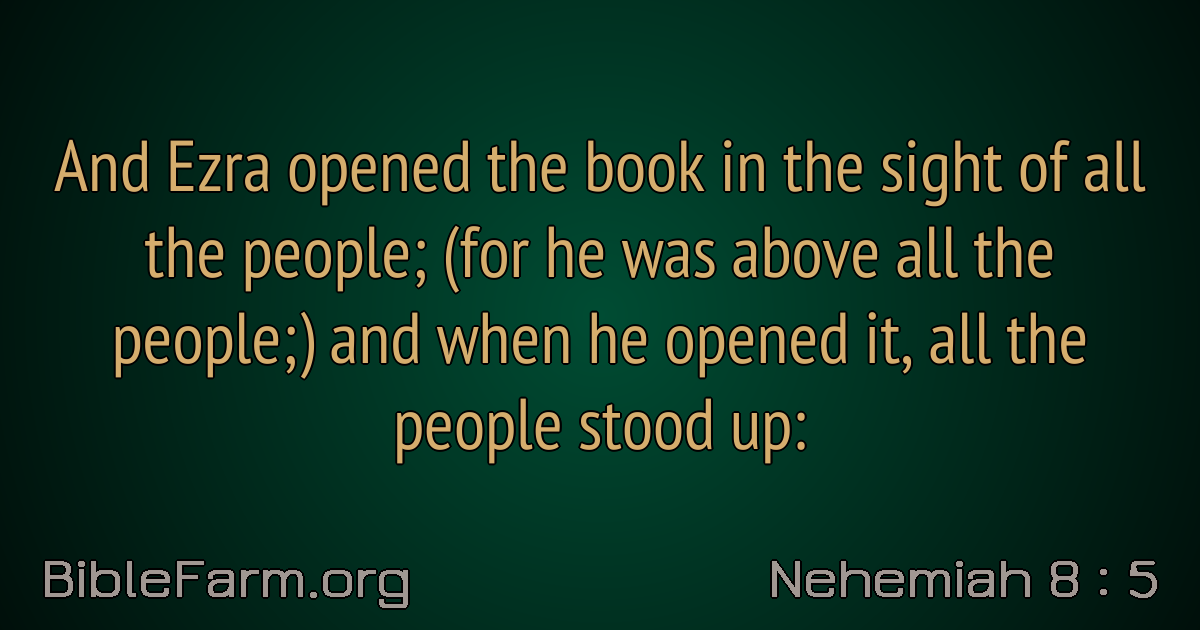 And Ezra opened the book in the sight of all
the people; (for he was above all the
people;) and when he opened it, all the
people stood up:
BibleFarm.org
Nehemiah 8 : 5